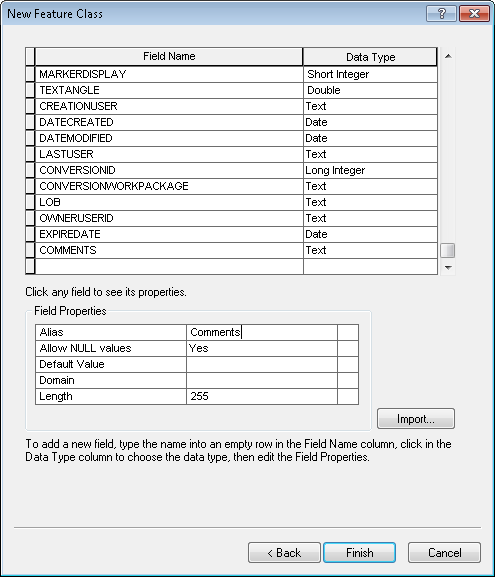 New Feature Class
Field Name Data Type
MARKERDISPLAY Short Integer
TEXTANGLE Double
CREATIONUSER Text
DATECREATED Date
DATEMODIFIED Date
LASTUSER Text
CONVERSIONID Long Integer
CONVERSIONWORKPACKAGE Text
LOB Text
OWNERUSERID Text
EXPIREDATE Date
COMMENTS Text
Click any field to see its properties.
Field Properties
Alias Comments
Allow NULL values Yes
Default Value
Domain
Length 255
Import...
To add a new field, type the name into an empty row in the Field Name column, click in the
Data Type column to choose the data type, then edit the Field Properties.
< Back Finish Cancel